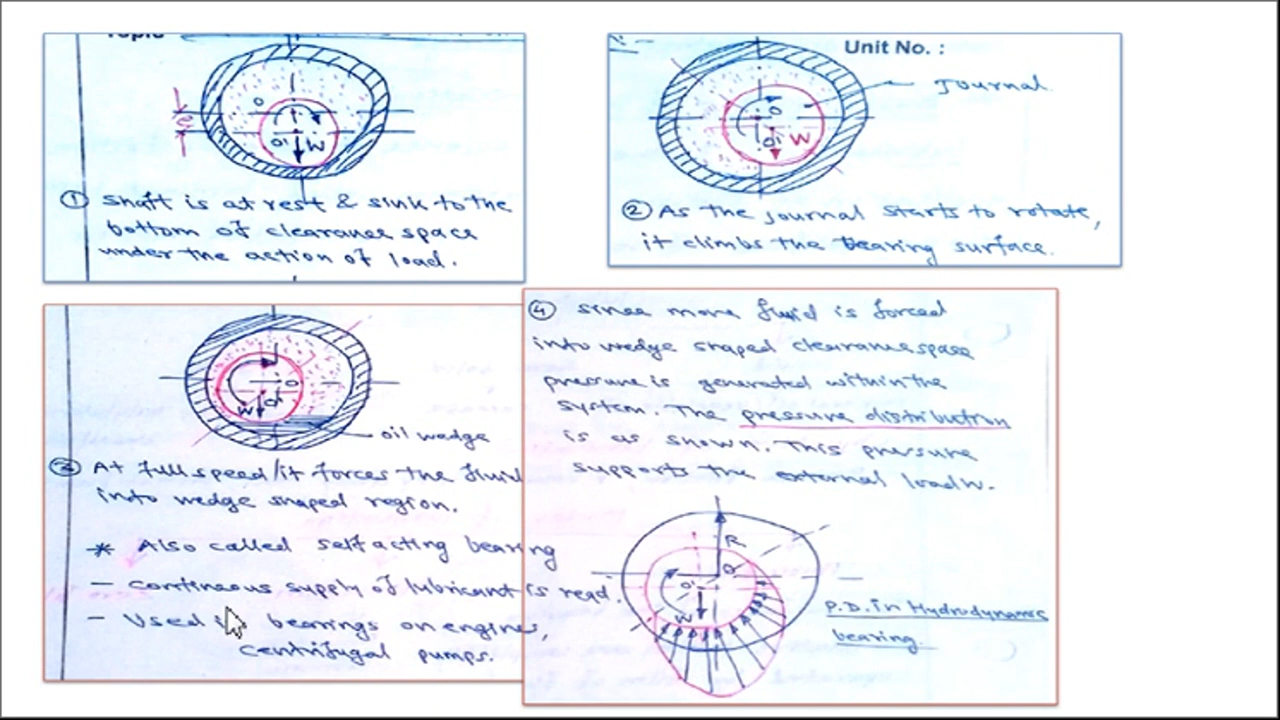 Topic
O
e
O'
W
① Shaft is at rest & sink to the
bottom of clearance space
under the action of load.
Unit No. :
Journal
O
O'
W
② As the journal starts to rotate,
it climbs the bearing surface.
O
O'
W
oil wedge
③ At full speed/it forces the fluid
into wedge shaped region.
* Also called self acting bearing
— continuous supply of lubricant is reqd.
— Used in bearings on engines,
centrifugal pumps.
④ Since more fluid is forced
into wedge shaped clearance space
pressure is generated within the
system. The pressure distribution
is as shown. This pressure
supports the external load W.
R
O
O'
W
P.D. in Hydrodynamic
bearing.